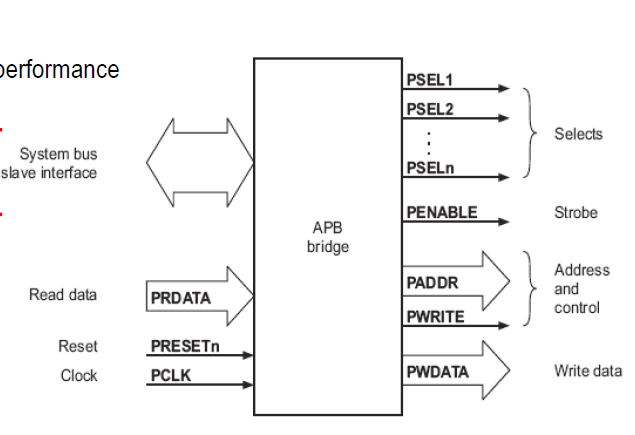 performance
System bus
slave interface
Read data
Reset
Clock
PRDATA
PRESETn
PCLK
APB
bridge
PSEL1
PSEL2
PSELn
PENABLE
PADDR
PWRITE
PWDATA
Selects
Strobe
Address
and
control
Write data